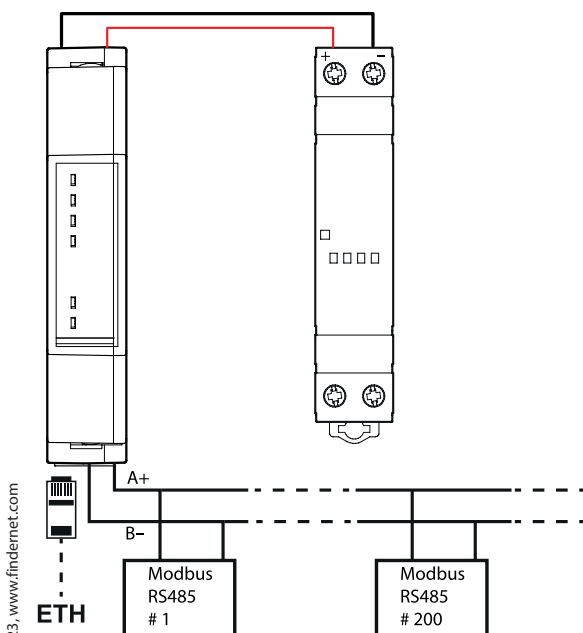 + −
A+
B−
Modbus
RS485
# 1
Modbus
RS485
# 200
ETH
www.findernet.com